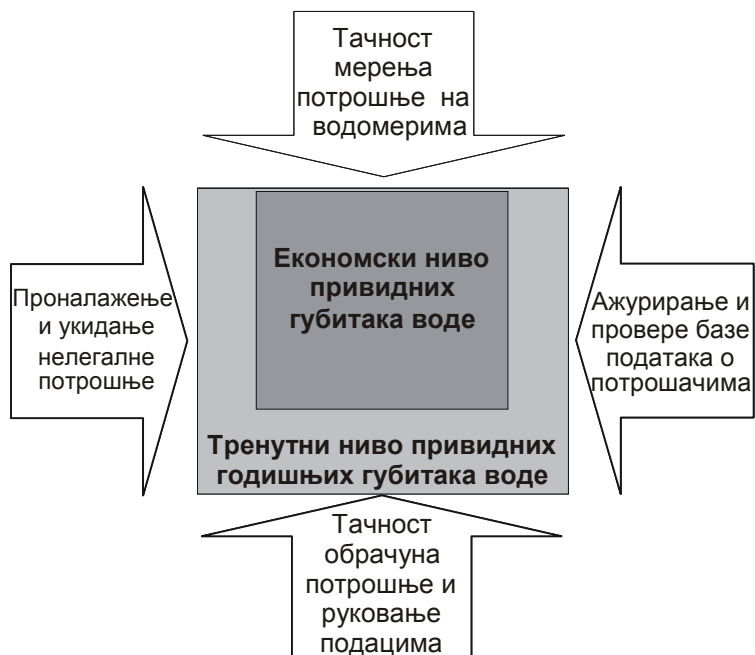 Тачност
мерења
потрошње на
водомерима
Економски ниво
привидних
губитака воде
Проналажење
и укидање
нелегалне
потрошње
Ажурирање и
провере базе
података о
потрошачима
Тренутни ниво привидних
годишњих губитака воде
Тачност
обрачуна
потрошње и
руковање
подацима